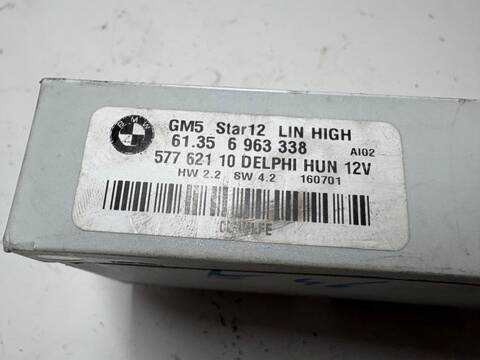 BMW
GM5 Star12 LIN HIGH
61.35 6 963 338 AI02
577 621 10 DELPHI HUN 12V
HW 2.2 SW 4.2 160701